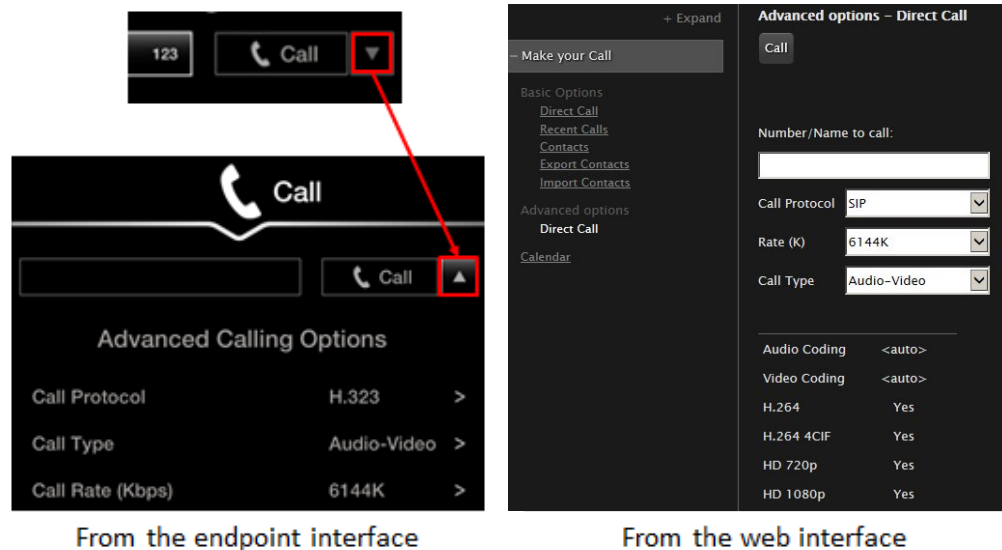 123
Call
Call
Call
Advanced Calling Options
Call Protocol H.323 >
Call Type Audio-Video >
Call Rate (Kbps) 6144K >
From the endpoint interface
+ Expand
– Make your Call
Basic Options
Direct Call
Recent Calls
Contacts
Export Contacts
Import Contacts
Advanced options
Direct Call
Calendar
Advanced options – Direct Call
Call
Number/Name to call:
Call Protocol SIP
Rate (K) 6144K
Call Type Audio-Video
Audio Coding <auto>
Video Coding <auto>
H.264 Yes
H.264 4CIF Yes
HD 720p Yes
HD 1080p Yes
From the web interface